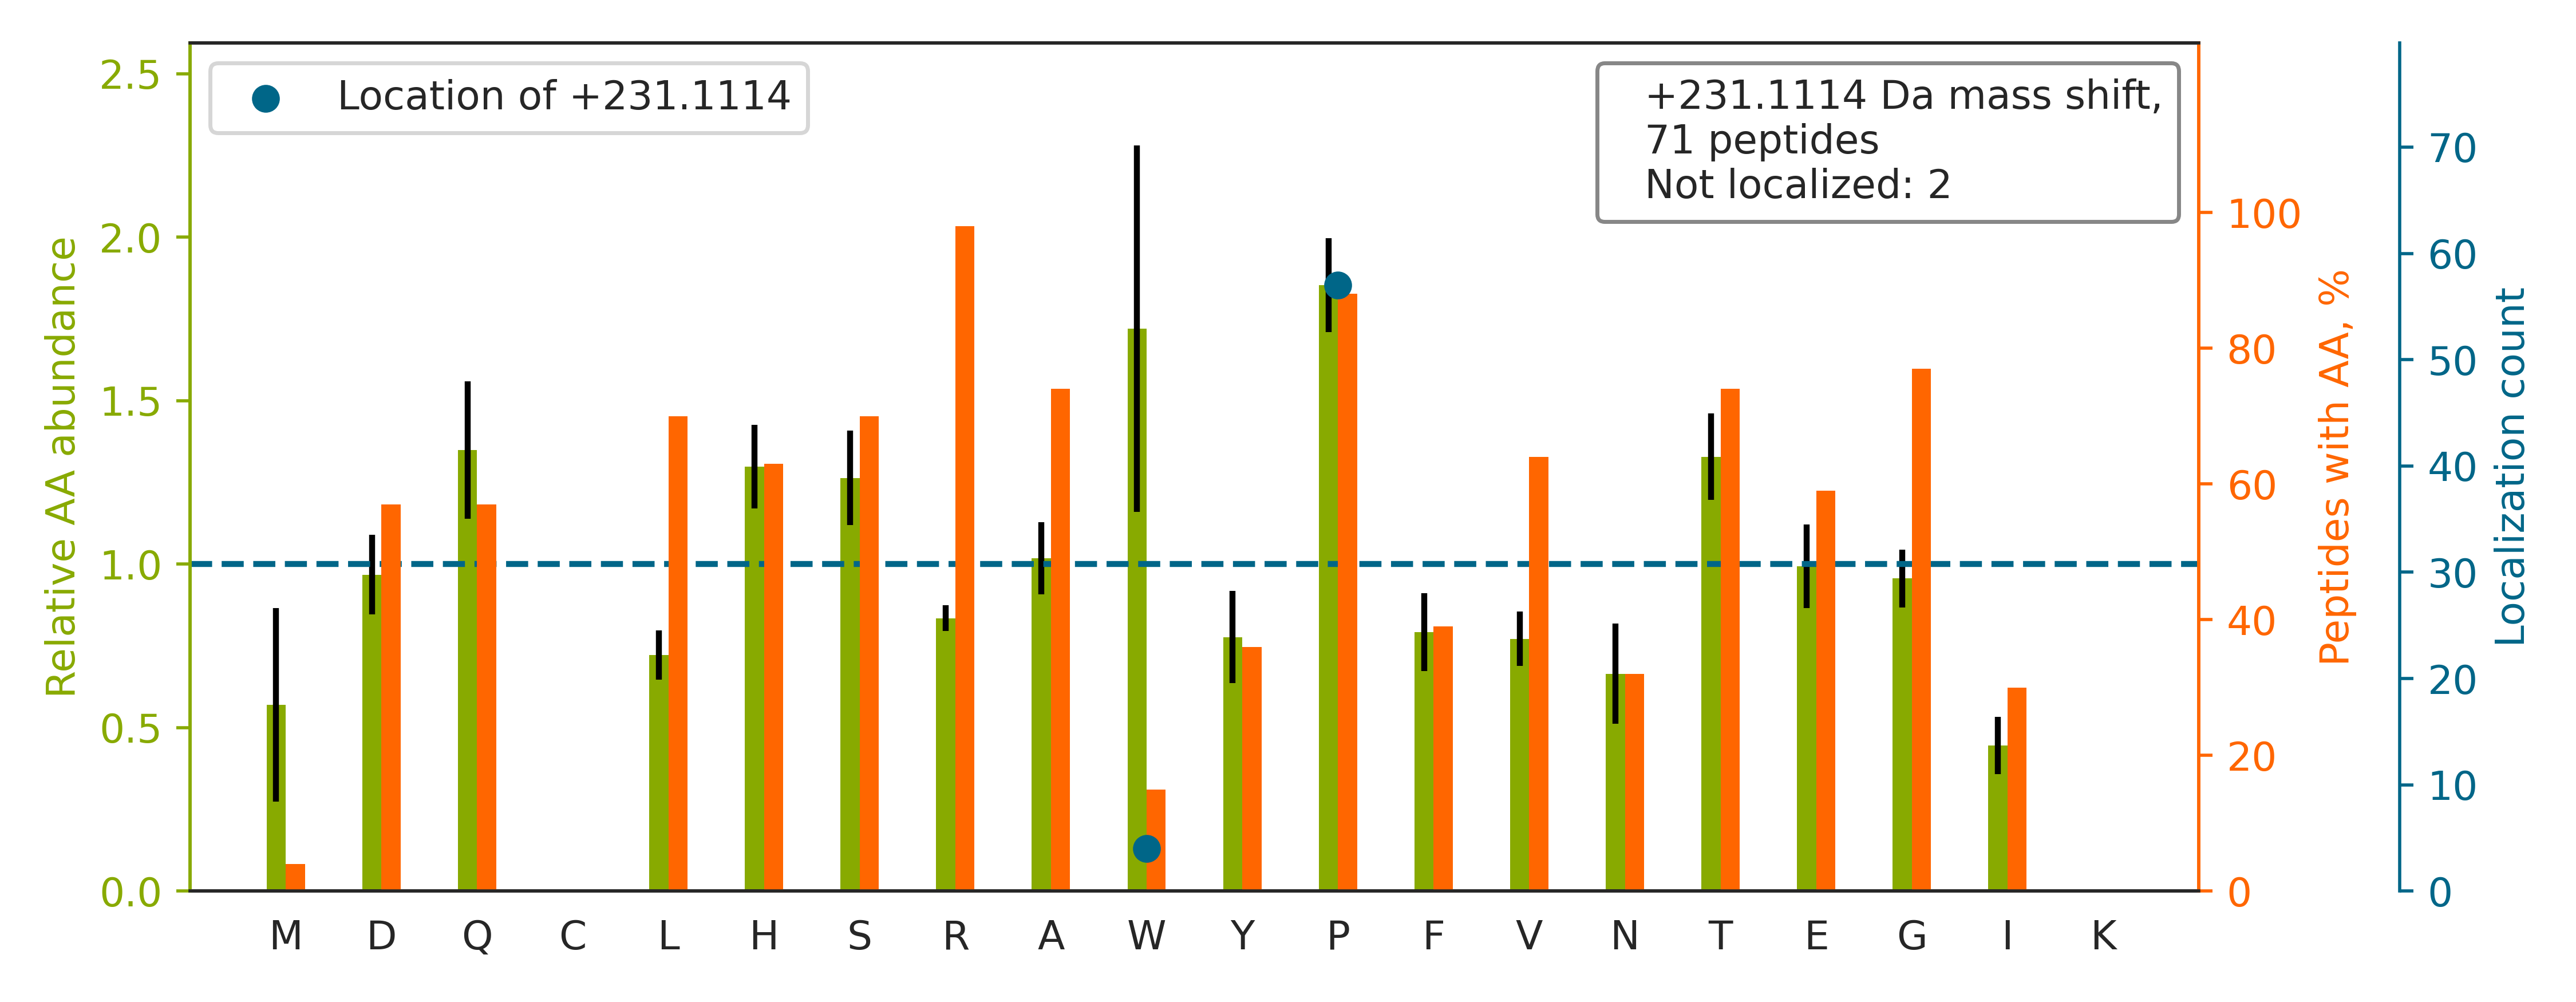 Location of +231.1114
+231.1114 Da mass shift,
71 peptides
Not localized: 2
Relative AA abundance
2.5
2.0
1.5
1.0
0.5
0.0
100
80
60
40
20
0
Peptides with AA, %
70
60
50
40
30
20
10
0
Localization count
M D Q C L H S R A W Y P F V N T E G I K